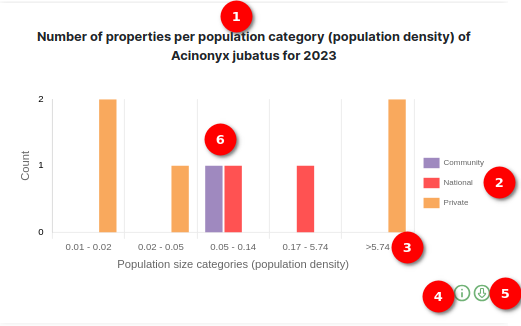 1
Number of properties per population category (population density) of
Acinonyx jubatus for 2023
2
1
0
Count
6
Community
National
Private
2
0.01 - 0.02
0.02 - 0.05
0.05 - 0.14
0.17 - 5.74
>5.74
3
Population size categories (population density)
4
i
5